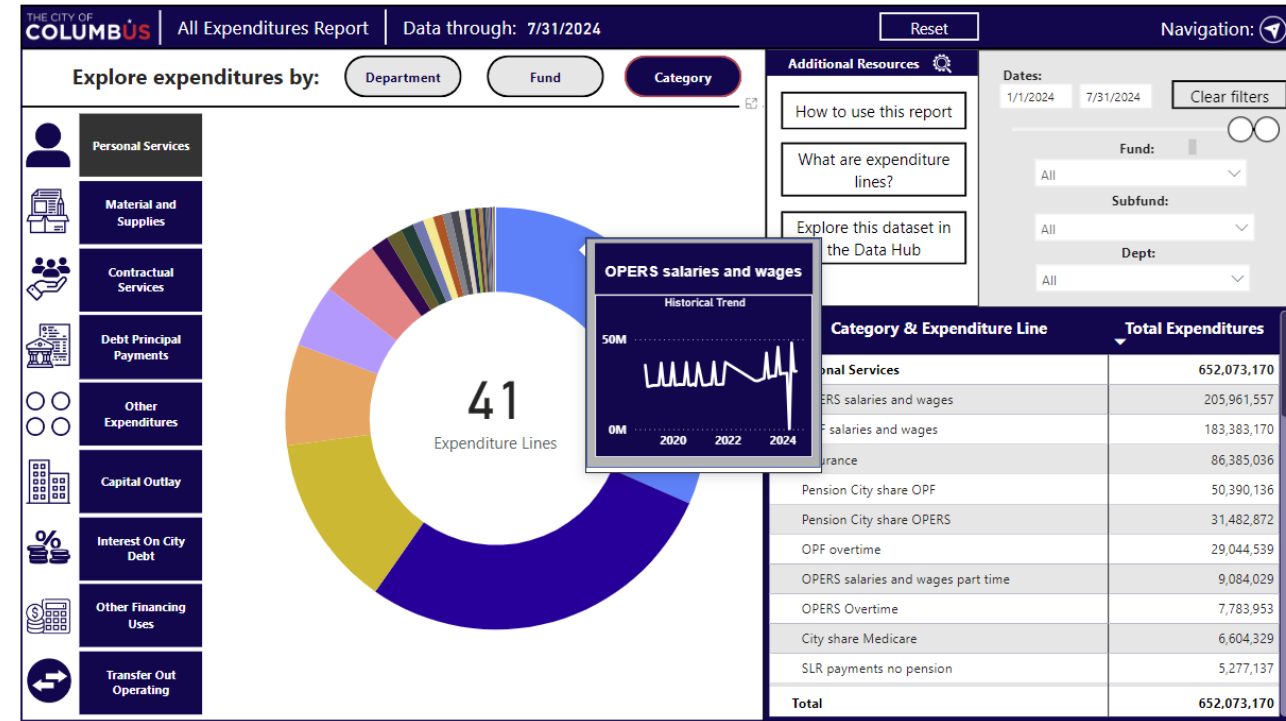 THE CITY OF
COLUMBUS
All Expenditures Report
Data through: 7/31/2024
Reset
Navigation:
Explore expenditures by:
Department
Fund
Category
Additional Resources
How to use this report
What are expenditure
lines?
Explore this dataset in
the Data Hub
Dates:
1/1/2024
7/31/2024
Clear filters
Fund:
All
Subfund:
All
Dept:
All
Personal Services
Material and
Supplies
Contractual
Services
Debt Principal
Payments
Other
Expenditures
Capital Outlay
Interest On City
Debt
Other Financing
Uses
Transfer Out
Operating
41
Expenditure Lines
OPERS salaries and wages
Historical Trend
50M
0M
2020 2022 2024
Category & Expenditure Line Total Expenditures
Services 652,073,170
salaries and wages 205,961,557
salaries and wages 183,383,170
86,385,036
Pension City share OPF 50,390,136
Pension City share OPERS 31,482,872
OPF overtime 29,044,539
OPERS salaries and wages part time 9,084,029
OPERS Overtime 7,783,953
City share Medicare 6,604,329
SLR payments no pension 5,277,137
Total 652,073,170